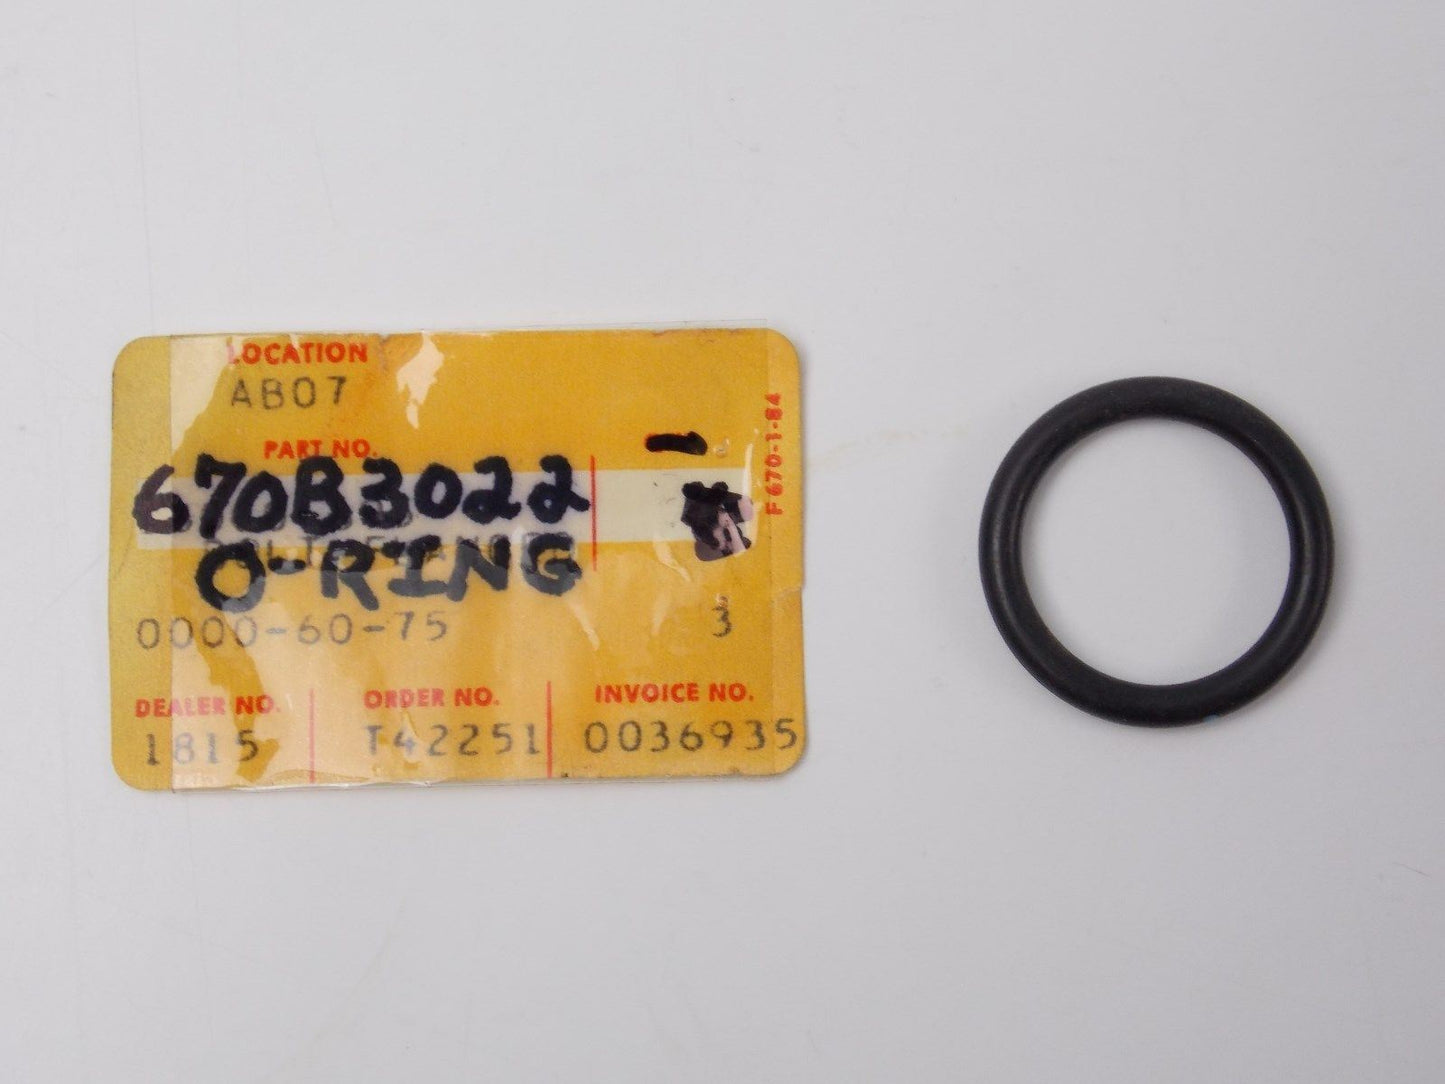 LOCATION
AB07
PART NO.
670B3022
O-RING
0000-60-75 3
DEALER NO. ORDER NO. INVOICE NO.
1815 T42251 0036935
F 670-1-84